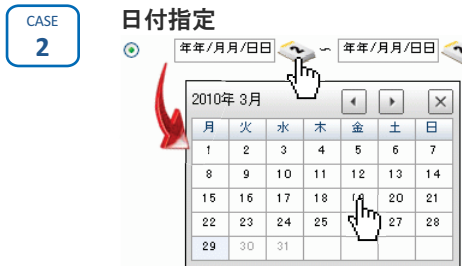 CASE
2
日付指定
年年/月月/日日 ～ 年年/月月/日日
2010年 3月
月 火 水 木 金 土 日
1 2 3 4 5 6 7
8 9 10 11 12 13 14
15 16 17 18 20 21
22 23 24 25 27 28
29 30 31